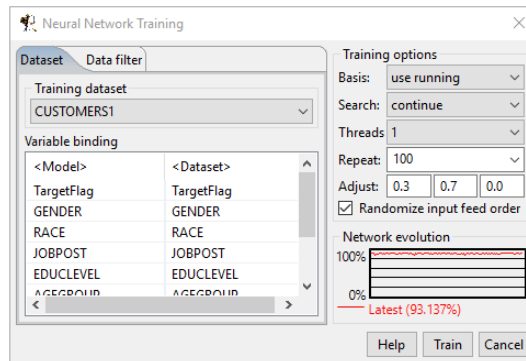 Neural Network Training
Dataset Data filter
Training dataset
CUSTOMERS1
Variable binding
<Model> <Dataset>
TargetFlag TargetFlag
GENDER GENDER
RACE RACE
JOBPOST JOBPOST
EDUCLEVEL EDUCLEVEL
AGEGROUP AGEGROUP
Training options
Basis: use running
Search: continue
Threads 1
Repeat: 100
Adjust: 0.3 0.7 0.0
Randomize input feed order
Network evolution
100%
0%
Latest (93.137%)
Help Train Cancel